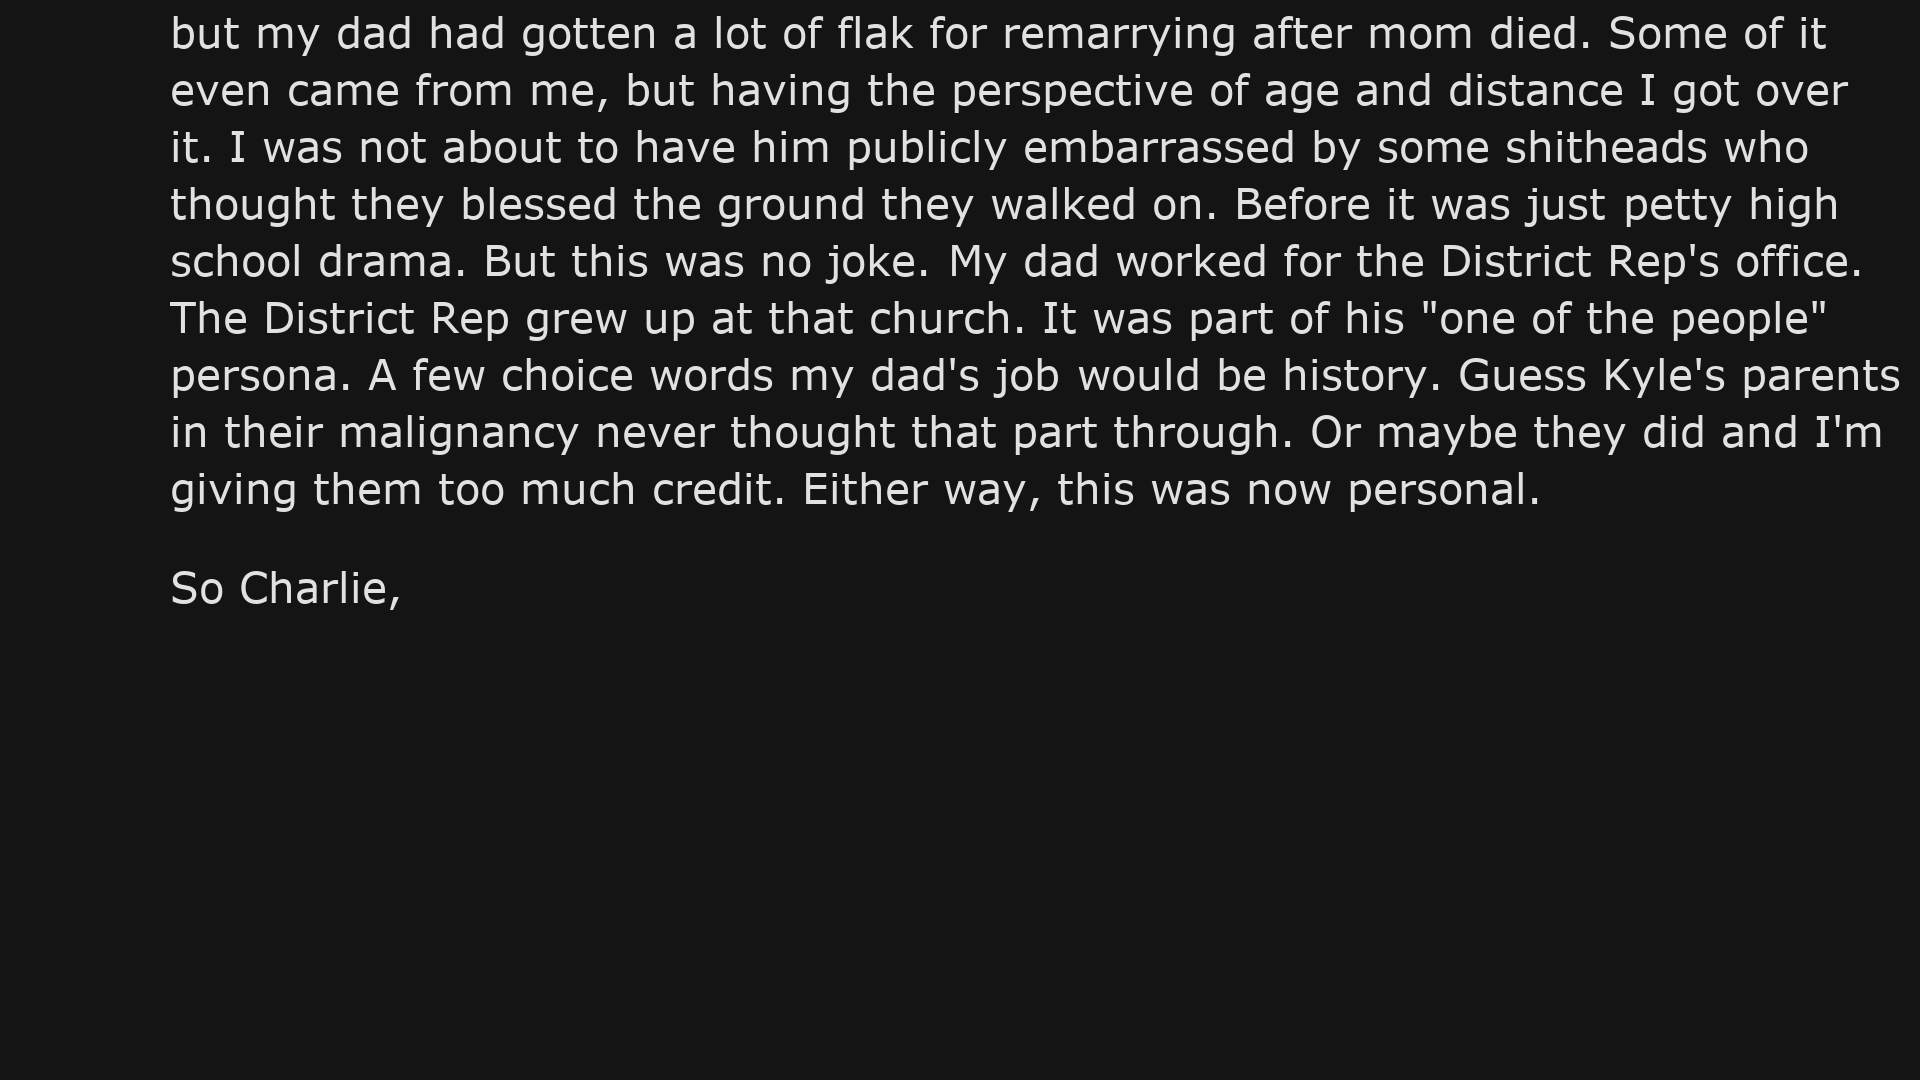 but my dad had gotten a lot of flak for remarrying after mom died. Some of it
even came from me, but having the perspective of age and distance I got over
it. I was not about to have him publicly embarrassed by some shitheads who
thought they blessed the ground they walked on. Before it was just petty high
school drama. But this was no joke. My dad worked for the District Rep's office.
The District Rep grew up at that church. It was part of his "one of the people"
persona. A few choice words my dad's job would be history. Guess Kyle's parents
in their malignancy never thought that part through. Or maybe they did and I'm
giving them too much credit. Either way, this was now personal.
So Charlie,